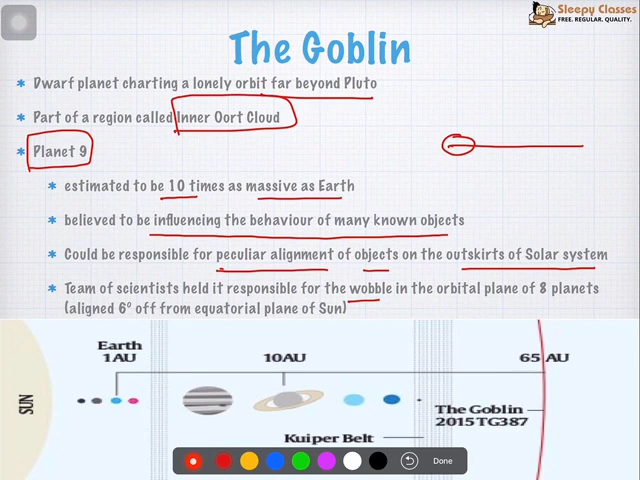 Sleepy Classes
FREE. REGULAR. QUALITY.
The Goblin
Dwarf planet charting a lonely orbit far beyond Pluto
Part of a region called Inner Oort Cloud
Planet 9
estimated to be 10 times as massive as Earth
believed to be influencing the behaviour of many known objects
Could be responsible for peculiar alignment of objects on the outskirts of Solar system
Team of scientists held it responsible for the wobble in the orbital plane of 8 planets
(aligned 6⁰ off from equatorial plane of Sun)
Earth
1AU
10AU
65 AU
SUN
The Goblin
2015 TG387
Kuiper Belt
Done